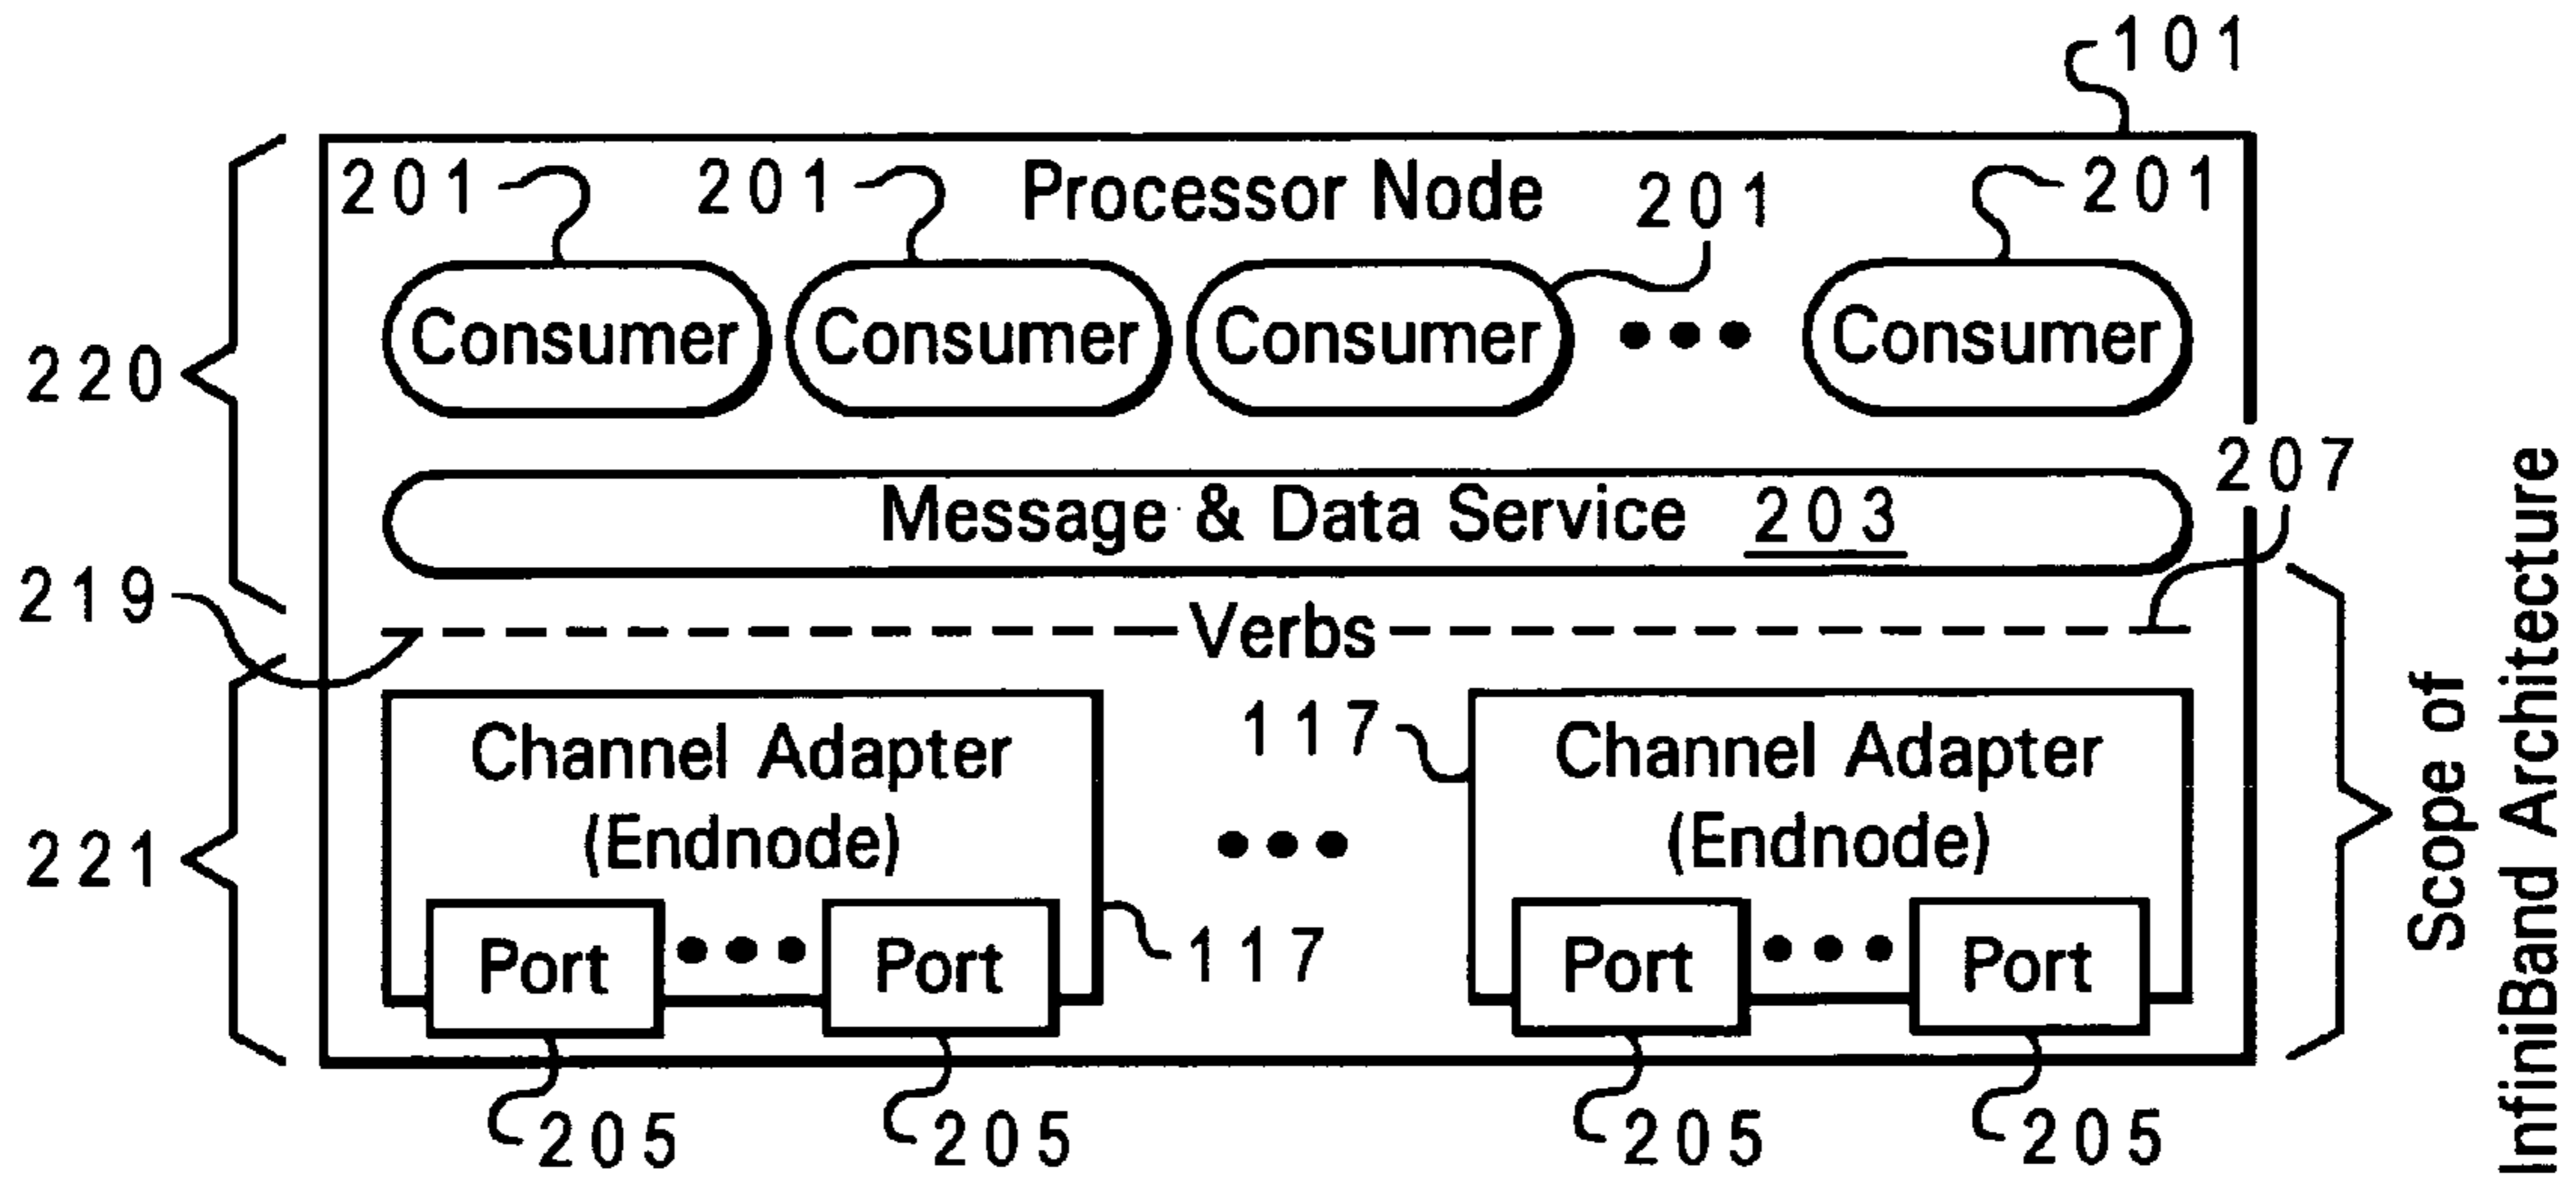 101
201
201
Processor Node
201
201
Consumer
Consumer
Consumer
Consumer
220
207
Message & Data Service 203
219
Verbs
Channel Adapter
(Endnode)
117
Channel Adapter
(Endnode)
221
117
Port
Port
Port
Port
205
205
205
205
Scope of
InfiniBand Architecture